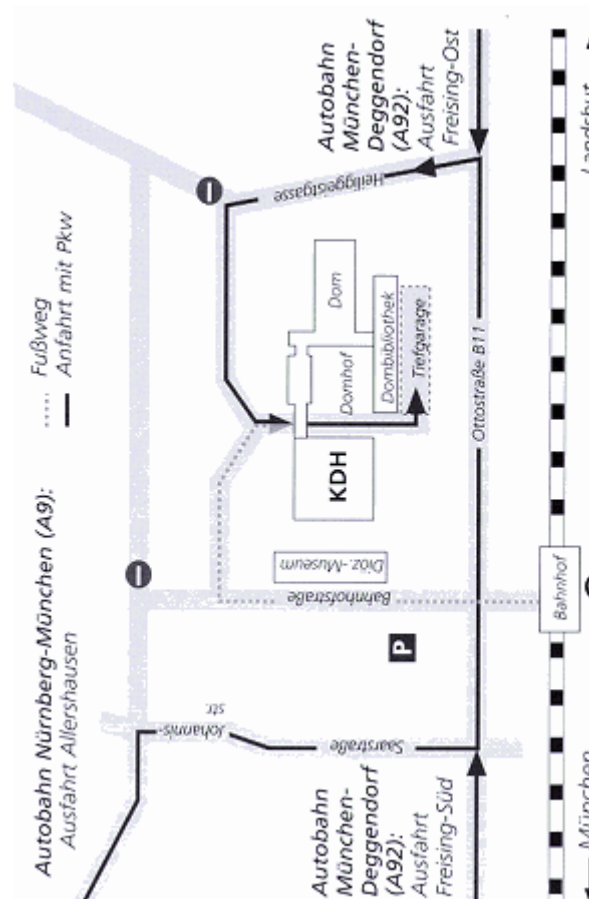 Fußweg
Anfahrt mit Pkw
Autobahn Nürnberg-München (A9):
Ausfahrt Allershausen
Autobahn
München-
Deggendorf
(A92):
Ausfahrt
Freising-Ost
Heiliggeistgasse
Dom
Domhof
Dombibliothek
Tiefgarage
KDH
Diöz.-Museum
Bahnhofstraße
P
Johannis-
str.
Saarstraße
Ottostraße B11
Autobahn
München-
Deggendorf
(A92):
Ausfahrt
Freising-Süd
Bahnhof
München
Landshut